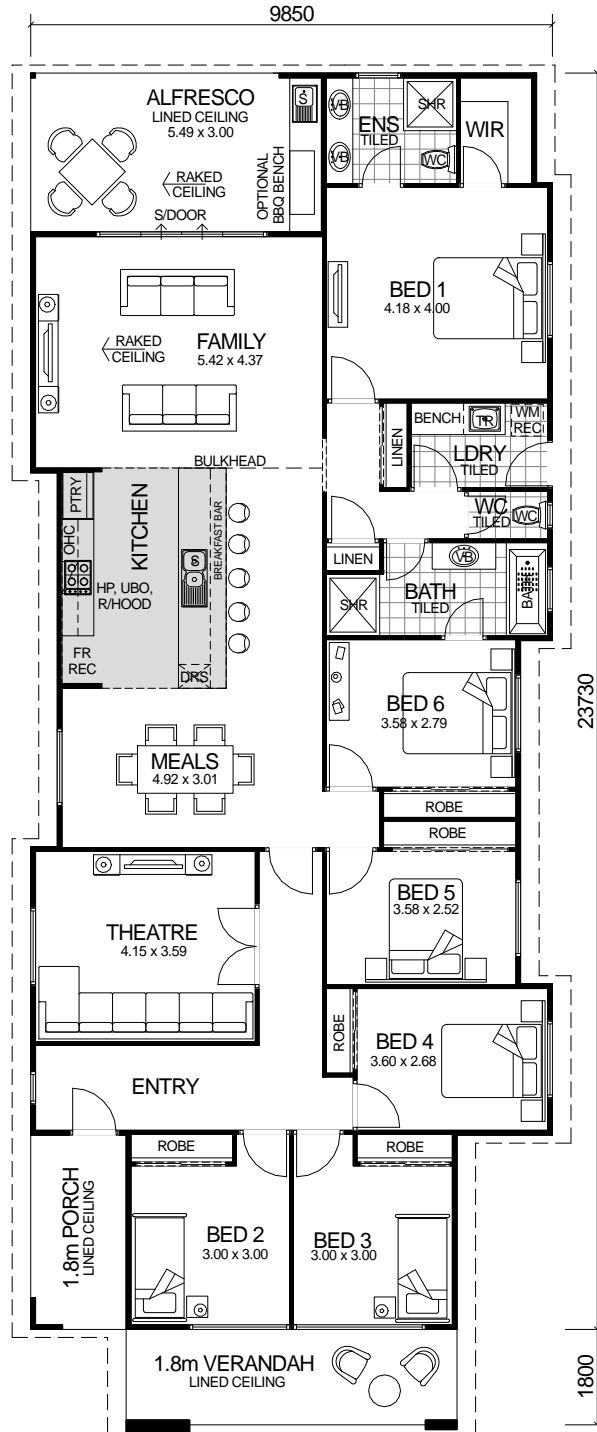 9850
ALFRESCO
LINED CEILING
5.49 x 3.00
RAKED
CEILING
S/DOOR
OPTIONAL
BBQ BENCH
S
VB
VB
ENS
TILED
SHR
WC
WIR
BED 1
4.18 x 4.00
RAKED
CEILING
FAMILY
5.42 x 4.37
BULKHEAD
LINEN
BENCH
TR
WM
REC
LDRY
TILED
WC
TILED
WC
LINEN
VB
BATH
TILED
SHR
BATH
PTRY
OHC
KITCHEN
HP, UBO,
R/HOOD
S
BREAKFAST BAR
FR
REC
DRS
BED 6
3.58 x 2.79
23730
MEALS
4.92 x 3.01
ROBE
ROBE
BED 5
3.58 x 2.52
THEATRE
4.15 x 3.59
ROBE
BED 4
3.60 x 2.68
ENTRY
ROBE
ROBE
1.8m PORCH
LINED CEILING
BED 2
3.00 x 3.00
BED 3
3.00 x 3.00
1.8m VERANDAH
LINED CEILING
1800